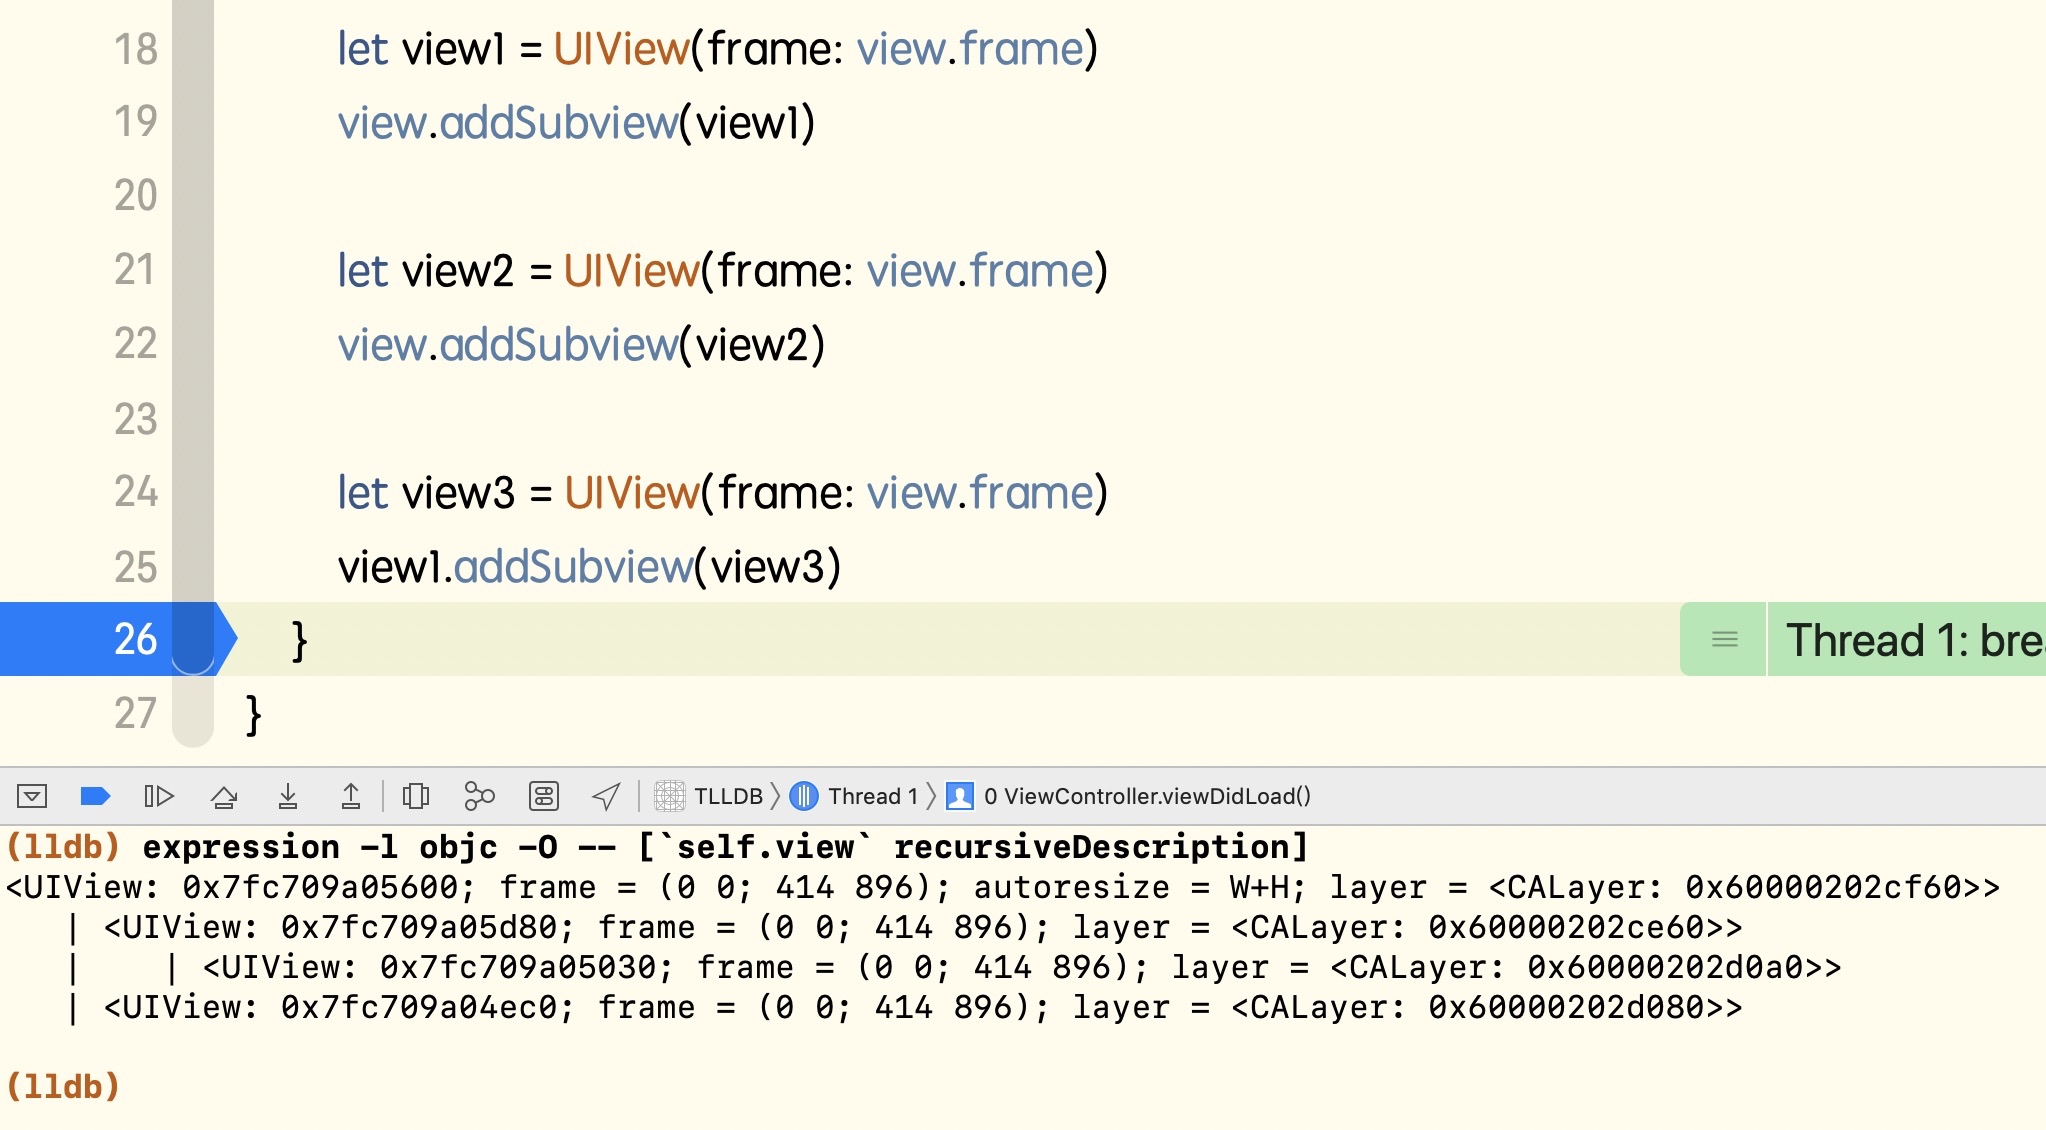 18 let view1 = UIView(frame: view.frame)
19 view.addSubview(view1)
20
21 let view2 = UIView(frame: view.frame)
22 view.addSubview(view2)
23
24 let view3 = UIView(frame: view.frame)
25 view1.addSubview(view3)
26 } Thread 1: bre
27 }
TLLDB Thread 1 0 ViewController.viewDidLoad()
(lldb) expression -l objc -O -- [`self.view` recursiveDescription]
<UIView: 0x7fc709a05600; frame = (0 0; 414 896); autoresize = W+H; layer = <CALayer: 0x60000202cf60>>
   | <UIView: 0x7fc709a05d80; frame = (0 0; 414 896); layer = <CALayer: 0x60000202ce60>>
   |    | <UIView: 0x7fc709a05030; frame = (0 0; 414 896); layer = <CALayer: 0x60000202d0a0>>
   | <UIView: 0x7fc709a04ec0; frame = (0 0; 414 896); layer = <CALayer: 0x60000202d080>>
(lldb)